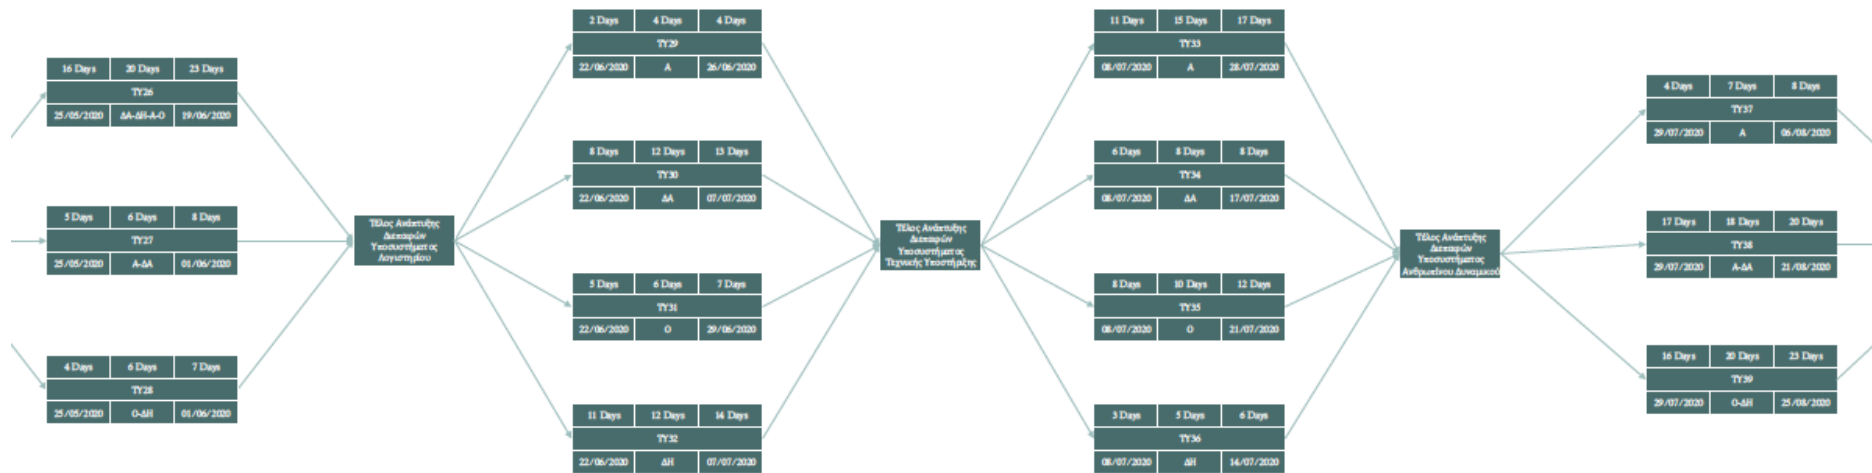 16 Days 20 Days 23 Days
ΤΥ26
25/05/2020 ΔΑ-ΔΗ-Α-Ο 19/06/2020
5 Days 6 Days 8 Days
ΤΥ27
25/05/2020 Α-ΔΑ 01/06/2020
4 Days 6 Days 7 Days
ΤΥ28
25/05/2020 Ο-ΔΗ 01/06/2020
Τέλος Ανάπτυξης
Διεπαφών
Υποσυστήματος
Λογιστηρίου
2 Days 4 Days 4 Days
ΤΥ29
22/06/2020 Α 26/06/2020
8 Days 12 Days 13 Days
ΤΥ30
22/06/2020 ΔΑ 07/07/2020
5 Days 6 Days 7 Days
ΤΥ31
22/06/2020 Ο 29/06/2020
11 Days 12 Days 14 Days
ΤΥ32
22/06/2020 ΔΗ 07/07/2020
Τέλος Ανάπτυξης
Διεπαφών
Υποσυστήματος
Τεχνικής Υποστήριξης
11 Days 15 Days 17 Days
ΤΥ33
08/07/2020 Α 28/07/2020
6 Days 8 Days 8 Days
ΤΥ34
08/07/2020 ΔΑ 17/07/2020
8 Days 10 Days 12 Days
ΤΥ35
08/07/2020 Ο 21/07/2020
3 Days 5 Days 6 Days
ΤΥ36
08/07/2020 ΔΗ 14/07/2020
Τέλος Ανάπτυξης
Διεπαφών
Υποσυστήματος
Ανθρωπίνου Δυναμικού
4 Days 7 Days 8 Days
ΤΥ37
29/07/2020 Α 06/08/2020
17 Days 18 Days 20 Days
ΤΥ38
29/07/2020 Α-ΔΑ 21/08/2020
16 Days 20 Days 23 Days
ΤΥ39
29/07/2020 Ο-ΔΗ 25/08/2020